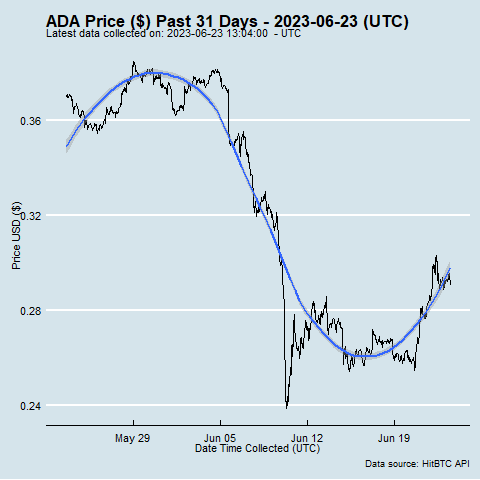 ADA Price ($) Past 31 Days - 2023-06-23 (UTC)
Latest data collected on: 2023-06-23 13:04:00 - UTC
0.36
0.32
0.28
0.24
Price USD ($)
May 29
Jun 05
Jun 12
Jun 19
Date Time Collected (UTC)
Data source: HitBTC API